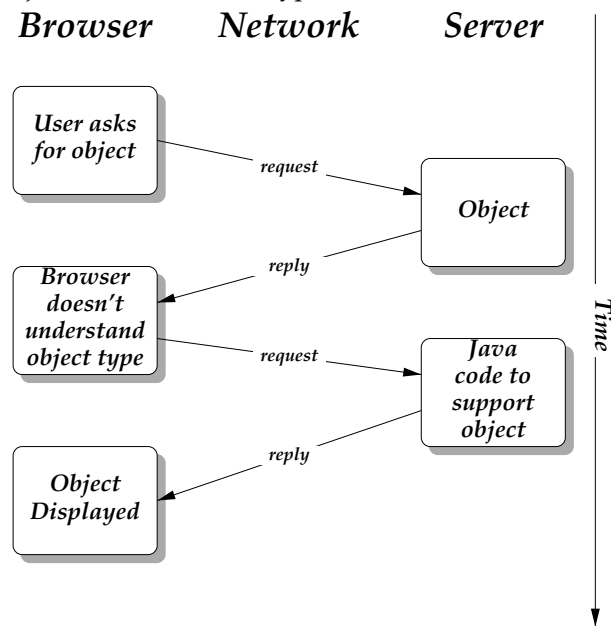 Browser Network Server
User asks
for object
request
Object
reply
Browser
doesn't
understand
object type
request
Java
code to
support
object
reply
Object
Displayed
Time